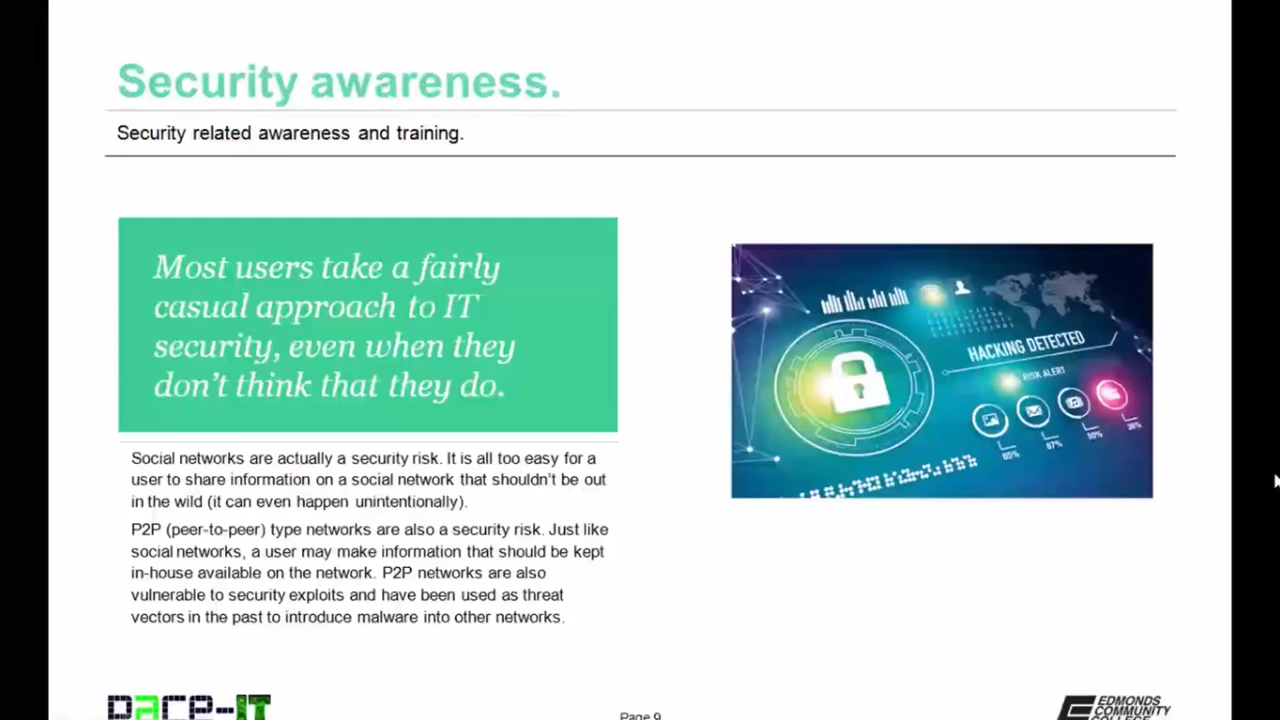 Security awareness.
Security related awareness and training.
Most users take a fairly
casual approach to IT
security, even when they
don't think that they do.
Social networks are actually a security risk. It is all too easy for a
user to share information on a social network that shouldn't be out
in the wild (it can even happen unintentionally).
P2P (peer-to-peer) type networks are also a security risk. Just like
social networks, a user may make information that should be kept
in-house available on the network. P2P networks are also
vulnerable to security exploits and have been used as threat
vectors in the past to introduce malware into other networks.
HACKING DETECTED
RISK ALERT
85%
67%
50%
pace-IT
Page 9
EDMONDS
COMMUNITY
COLLEGE